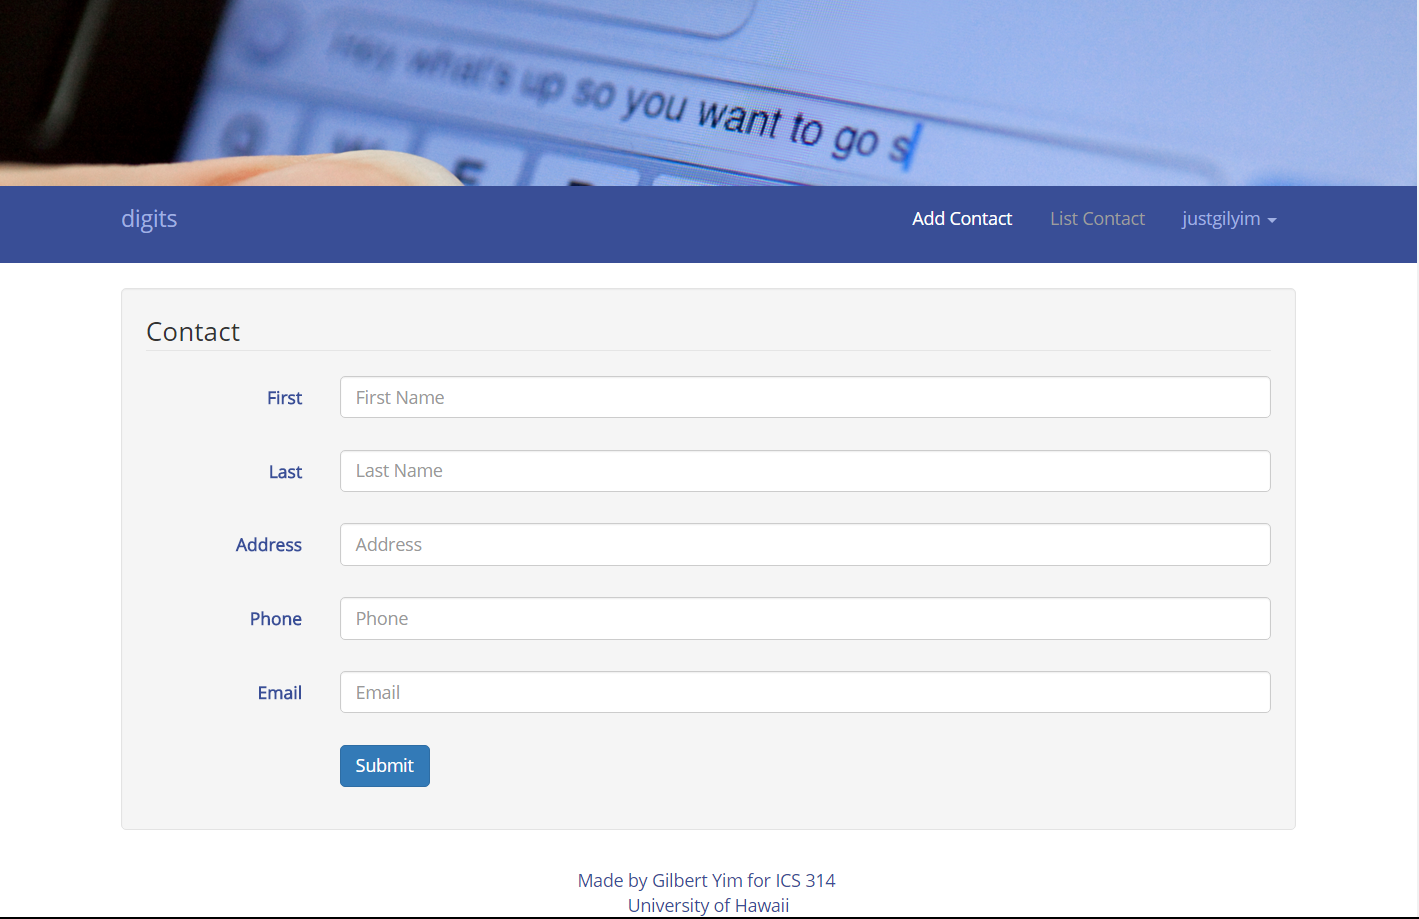 Hey, what's up so you want to go s
digits
Add Contact
List Contact
justgilyim
Contact
First
First Name
Last
Last Name
Address
Address
Phone
Phone
Email
Email
Submit
Made by Gilbert Yim for ICS 314
University of Hawaii